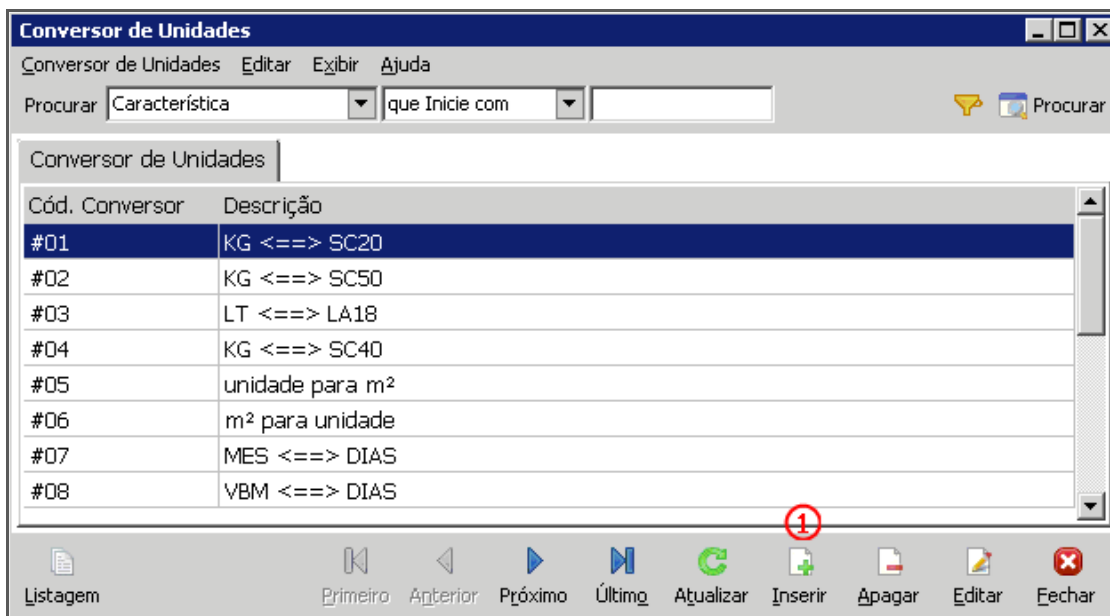 Conversor de Unidades
Conversor de Unidades Editar Exibir Ajuda
Procurar Característica que Inicie com Procurar
Conversor de Unidades
Cód. Conversor Descrição
#01 KG <==> SC20
#02 KG <==> SC50
#03 LT <==> LA18
#04 KG <==> SC40
#05 unidade para m²
#06 m² para unidade
#07 MES <==> DIAS
#08 VBM <==> DIAS
1
Listagem Primeiro Anterior Próximo Último Atualizar Inserir Apagar Editar Fechar